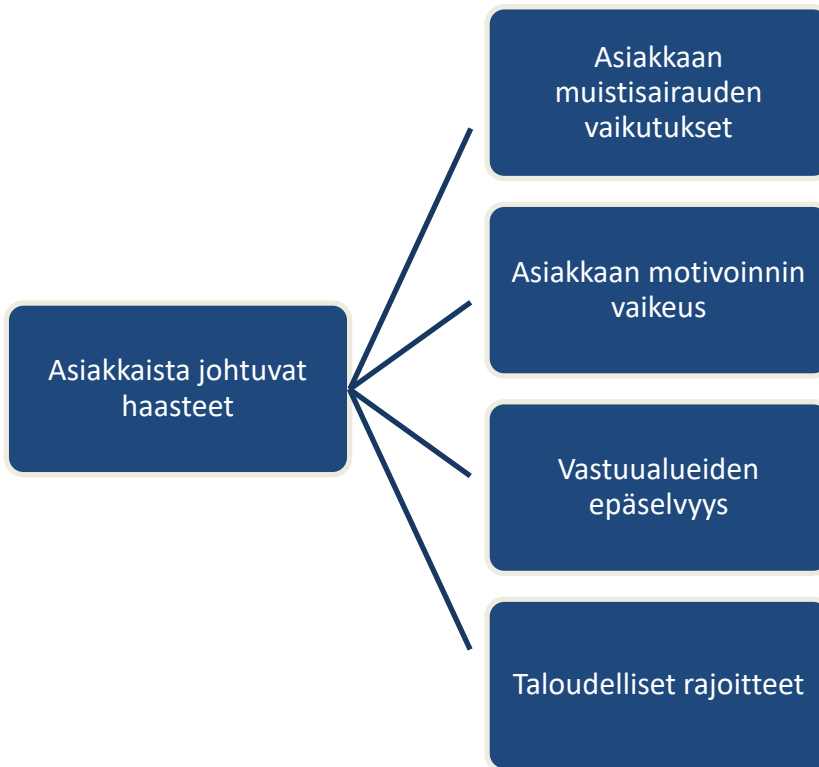 Asiakkaan
muistisairauden
vaikutukset
Asiakkaan motivoinnin
vaikeus
Asiakkaista johtuvat
haasteet
Vastuualueiden
epäselvyys
Taloudelliset rajoitteet